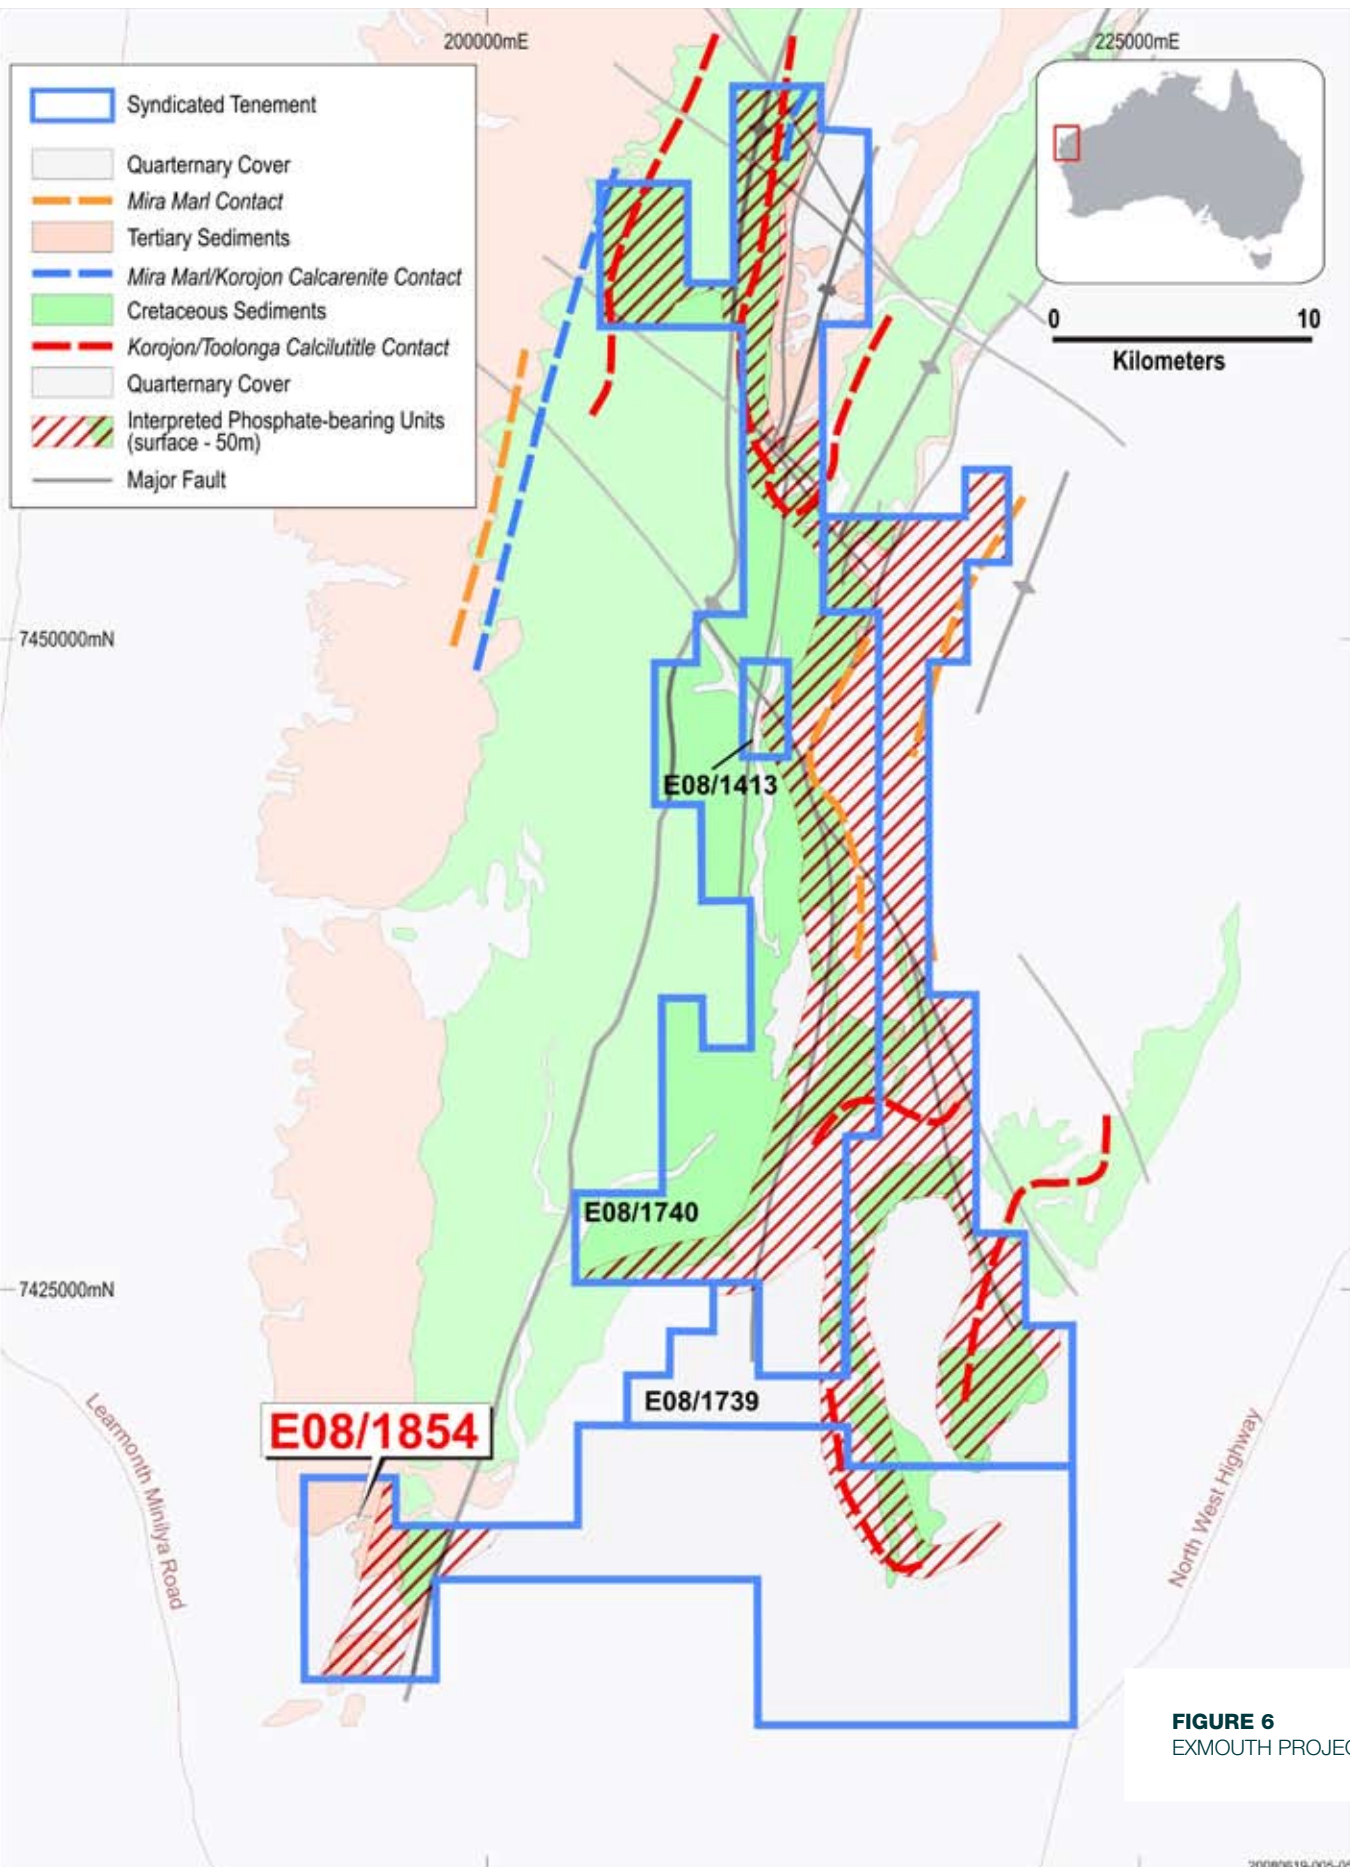 200000mE
225000mE
Syndicated Tenement
Quarternary Cover
Mira Marl Contact
Tertiary Sediments
Mira Marl/Korojon Calcarenite Contact
Cretaceous Sediments
Korojon/Toolonga Calcilutitle Contact
Quarternary Cover
Interpreted Phosphate-bearing Units
(surface - 50m)
Major Fault
0 10
Kilometers
7450000mN
E08/1413
E08/1740
7425000mN
E08/1739
E08/1854
Learmonth Minilya Road
North West Highway
FIGURE 6
EXMOUTH PROJEC